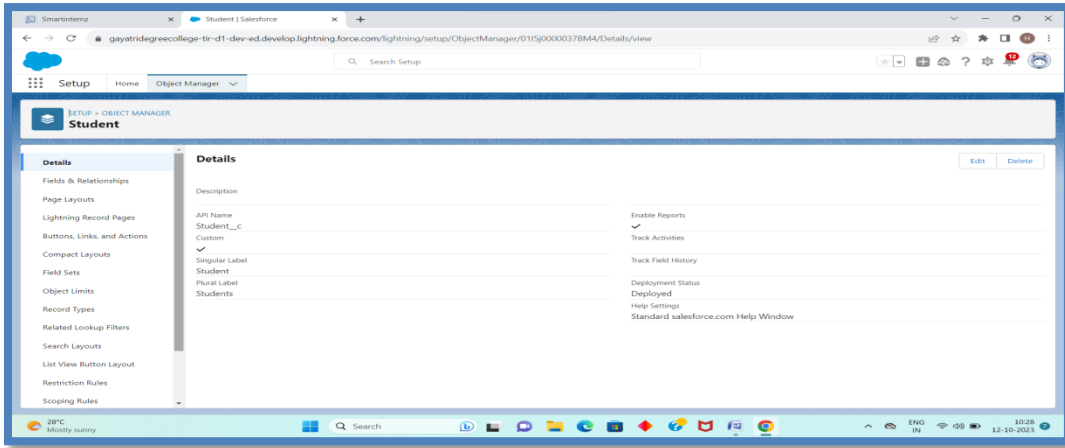 Smartinternz
Student | Salesforce
gayatridegreecollege-tir-d1-dev-ed.develop.lightning.force.com/lightning/setup/ObjectManager/01I5j00000378M4/Details/view
H
Search Setup
12
Setup
Home
Object Manager
SETUP > OBJECT MANAGER
Student
Details
Fields & Relationships
Page Layouts
Lightning Record Pages
Buttons, Links, and Actions
Compact Layouts
Field Sets
Object Limits
Record Types
Related Lookup Filters
Search Layouts
List View Button Layout
Restriction Rules
Scoping Rules
Details
Edit
Delete
Description
API Name
Student__c
Custom
Singular Label
Student
Plural Label
Students
Enable Reports
Track Activities
Track Field History
Deployment Status
Deployed
Help Settings
Standard salesforce.com Help Window
28°C
Mostly sunny
Search
ENG
IN
10:28
12-10-2023